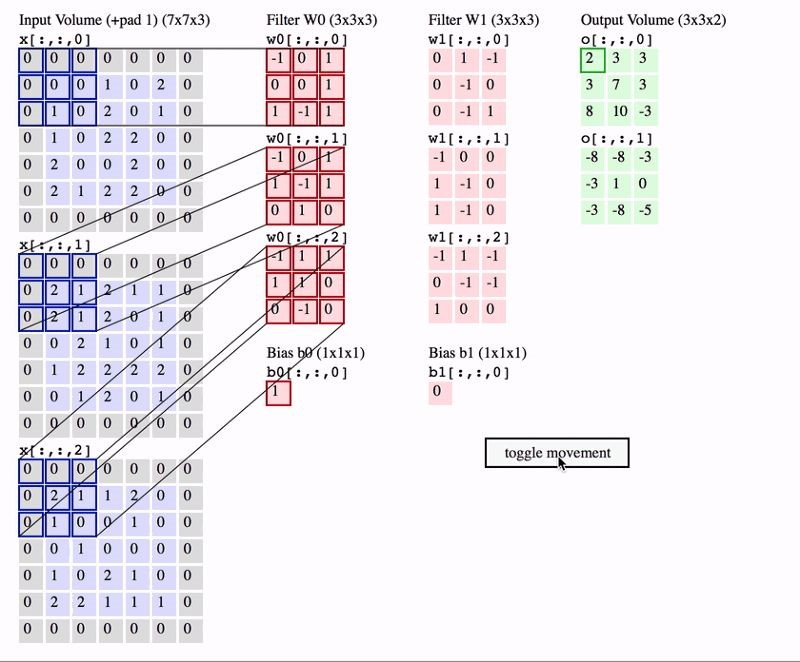 Input Volume (+pad 1) (7x7x3)
x[:,:,0]
0 0 0 0 0 0 0
0 0 0 1 0 2 0
0 1 0 2 0 1 0
0 1 0 2 2 0 0
0 2 0 0 2 0 0
0 2 1 2 2 0 0
0 0 0 0 0 0 0
x[:,:,1]
0 0 0 0 0 0 0
0 2 1 2 1 1 0
0 2 1 2 0 1 0
0 0 2 1 0 1 0
0 1 2 2 2 2 0
0 0 1 2 0 1 0
0 0 0 0 0 0 0
x[:,:,2]
0 0 0 0 0 0 0
0 2 1 1 2 0 0
0 1 0 0 1 0 0
0 0 1 0 0 0 0
0 1 0 2 1 0 0
0 2 2 1 1 1 0
0 0 0 0 0 0 0
Filter W0 (3x3x3)
w0[:,:,0]
-1 0 1
0 0 1
1 -1 1
w0[:,:,1]
-1 0 1
1 -1 1
0 1 0
w0[:,:,2]
-1 1 1
1 1 0
0 -1 0
Bias b0 (1x1x1)
b0[:,:,0]
1
Filter W1 (3x3x3)
w1[:,:,0]
0 1 -1
0 -1 0
0 -1 1
w1[:,:,1]
-1 0 0
1 -1 0
1 -1 0
w1[:,:,2]
-1 1 -1
0 -1 -1
1 0 0
Bias b1 (1x1x1)
b1[:,:,0]
0
Output Volume (3x3x2)
o[:,:,0]
2 3 3
3 7 3
8 10 -3
o[:,:,1]
-8 -8 -3
-3 1 0
-3 -8 -5
toggle movement